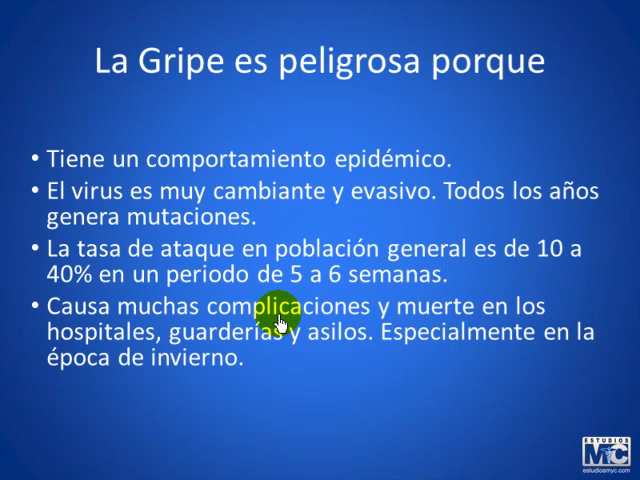 La Gripe es peligrosa porque
• Tiene un comportamiento epidémico.
• El virus es muy cambiante y evasivo. Todos los años
genera mutaciones.
• La tasa de ataque en población general es de 10 a
40% en un periodo de 5 a 6 semanas.
• Causa muchas complicaciones y muerte en los
hospitales, guarderías y asilos. Especialmente en la
época de invierno.
ESTUDIOS
MyC
estudiosmyc.com